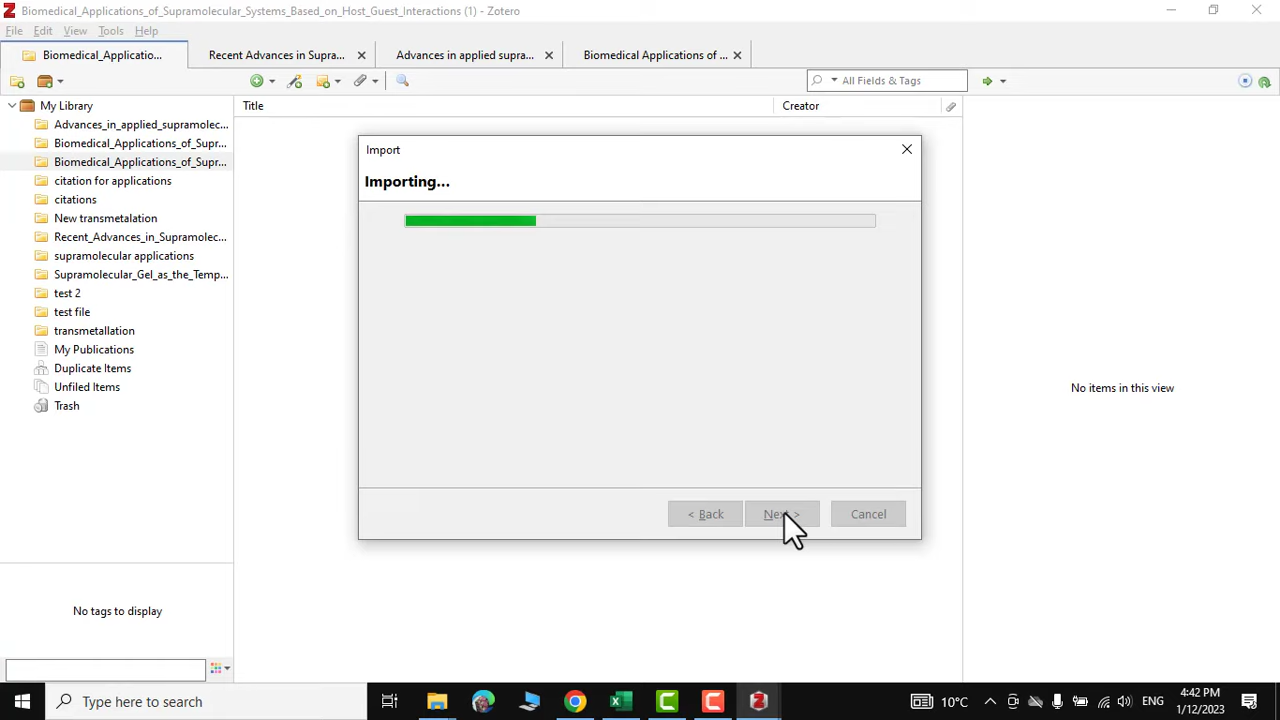 Biomedical_Applications_of_Supramolecular_Systems_Based_on_Host_Guest_Interactions (1) - Zotero
File Edit View Tools Help
Biomedical_Applicatio...
Recent Advances in Supra...
Advances in applied supra...
Biomedical Applications of ...
All Fields & Tags
My Library
Title
Creator
Advances_in_applied_supramolec...
Biomedical_Applications_of_Supr...
Biomedical_Applications_of_Supr...
citation for applications
citations
New transmetalation
Recent_Advances_in_Supramolec...
supramolecular applications
Supramolecular_Gel_as_the_Temp...
test 2
test file
transmetallation
My Publications
Duplicate Items
Unfiled Items
Trash
Import
Importing...
< Back
Next >
Cancel
No items in this view
No tags to display
Type here to search
10°C
ENG
4:42 PM
1/12/2023